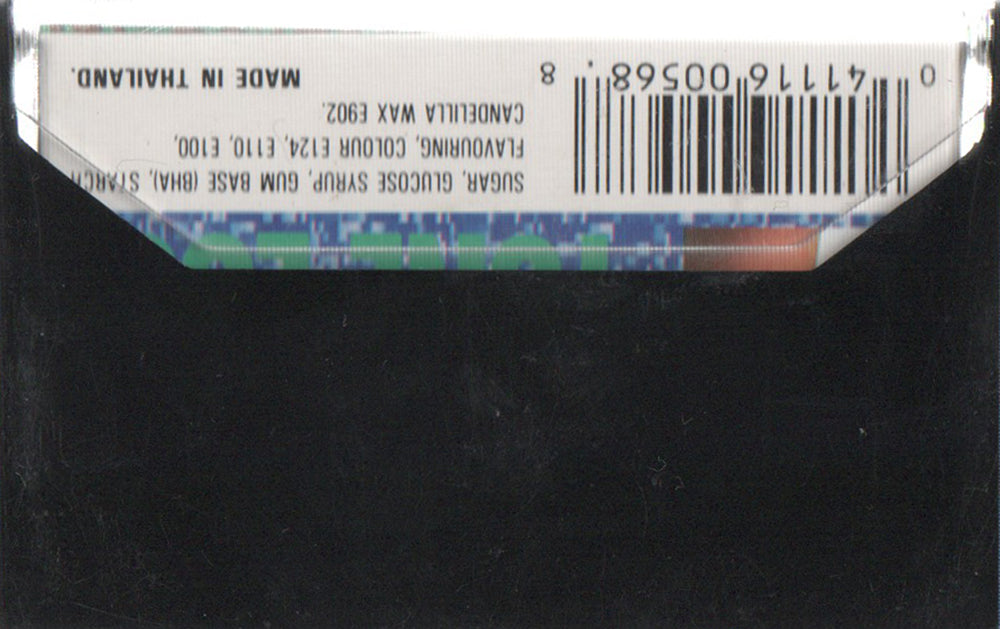 SUGAR, GLUCOSE SYRUP, GUM BASE (BHA), STARCH
FLAVOURING, COLOUR E124, E110, E100,
CANDELILLA WAX E902.
MADE IN THAILAND.
0 41116 00568 8